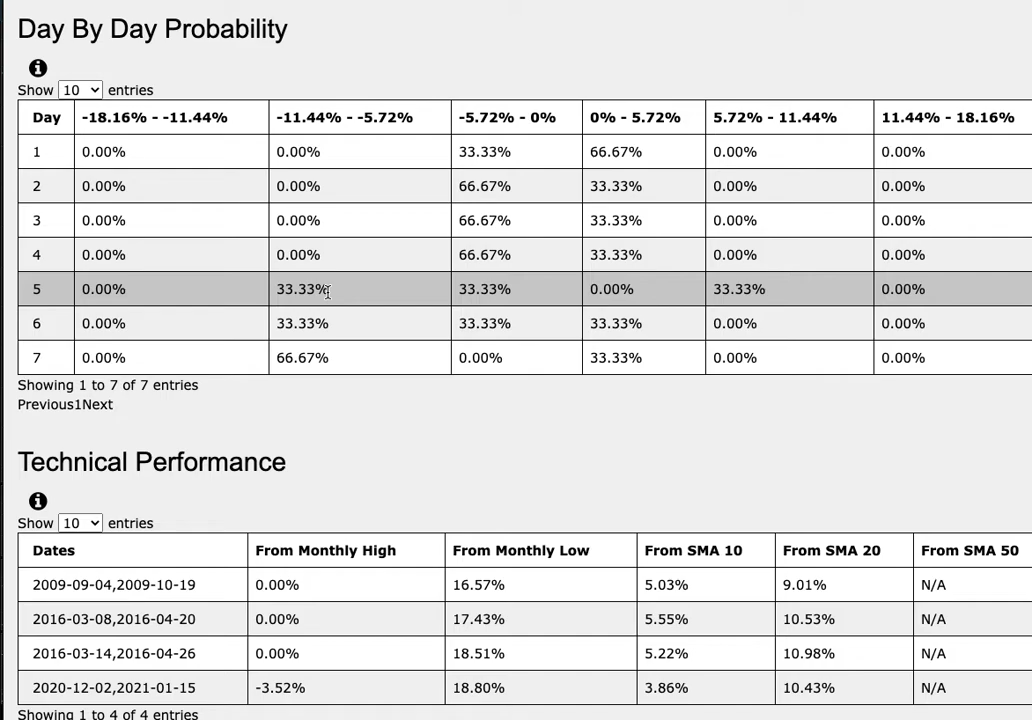 Day By Day Probability
Show 10 entries
Day -18.16% - -11.44% -11.44% - -5.72% -5.72% - 0% 0% - 5.72% 5.72% - 11.44% 11.44% - 18.16%
1 0.00% 0.00% 33.33% 66.67% 0.00% 0.00%
2 0.00% 0.00% 66.67% 33.33% 0.00% 0.00%
3 0.00% 0.00% 66.67% 33.33% 0.00% 0.00%
4 0.00% 0.00% 66.67% 33.33% 0.00% 0.00%
5 0.00% 33.33% 33.33% 0.00% 33.33% 0.00%
6 0.00% 33.33% 33.33% 33.33% 0.00% 0.00%
7 0.00% 66.67% 0.00% 33.33% 0.00% 0.00%
Showing 1 to 7 of 7 entries
Previous1Next
Technical Performance
Show 10 entries
Dates From Monthly High From Monthly Low From SMA 10 From SMA 20 From SMA 50
2009-09-04,2009-10-19 0.00% 16.57% 5.03% 9.01% N/A
2016-03-08,2016-04-20 0.00% 17.43% 5.55% 10.53% N/A
2016-03-14,2016-04-26 0.00% 18.51% 5.22% 10.98% N/A
2020-12-02,2021-01-15 -3.52% 18.80% 3.86% 10.43% N/A
Showing 1 to 4 of 4 entries